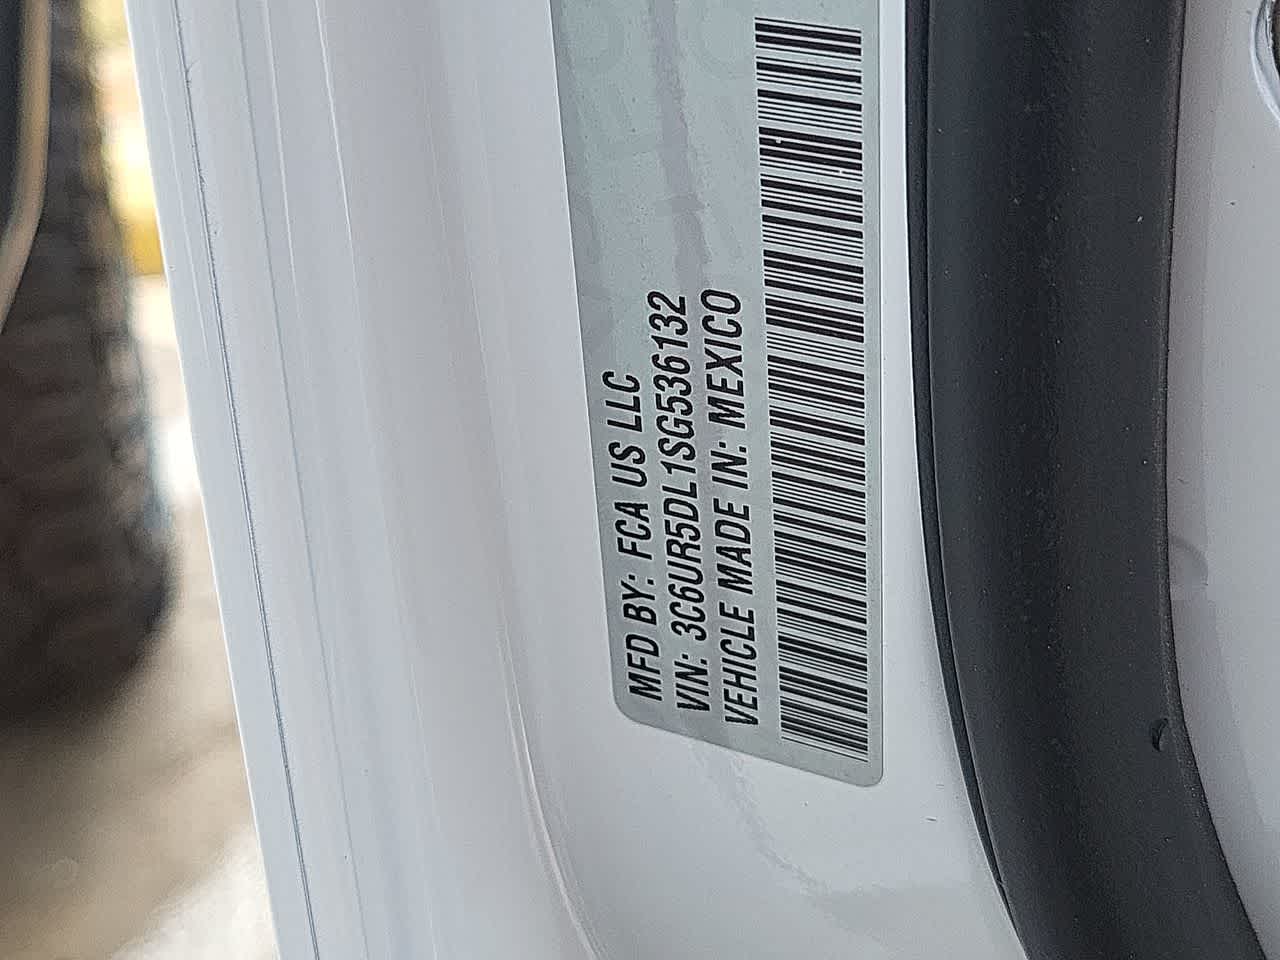 MFD BY: FCA US LLC
VIN: 3C6UR5DL1SG536132
VEHICLE MADE IN: MEXICO